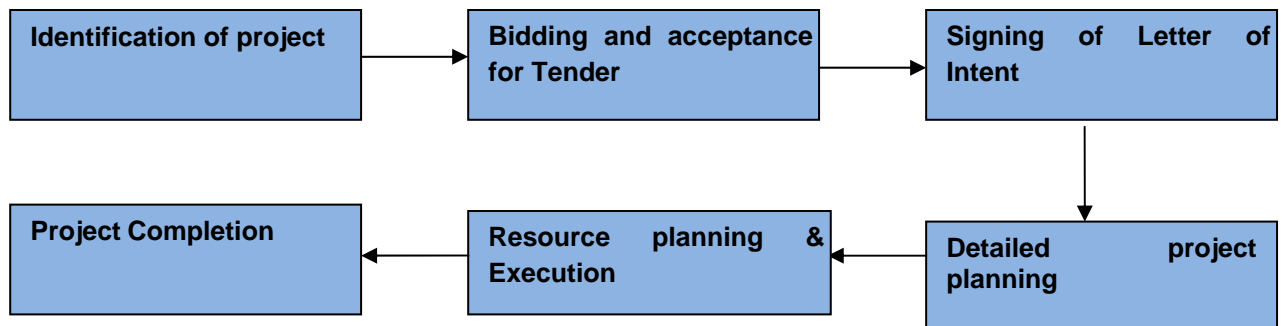 Identification of project
Bidding and acceptance
for Tender
Signing of Letter of
Intent
Project Completion
Resource planning &
Execution
Detailed project
planning